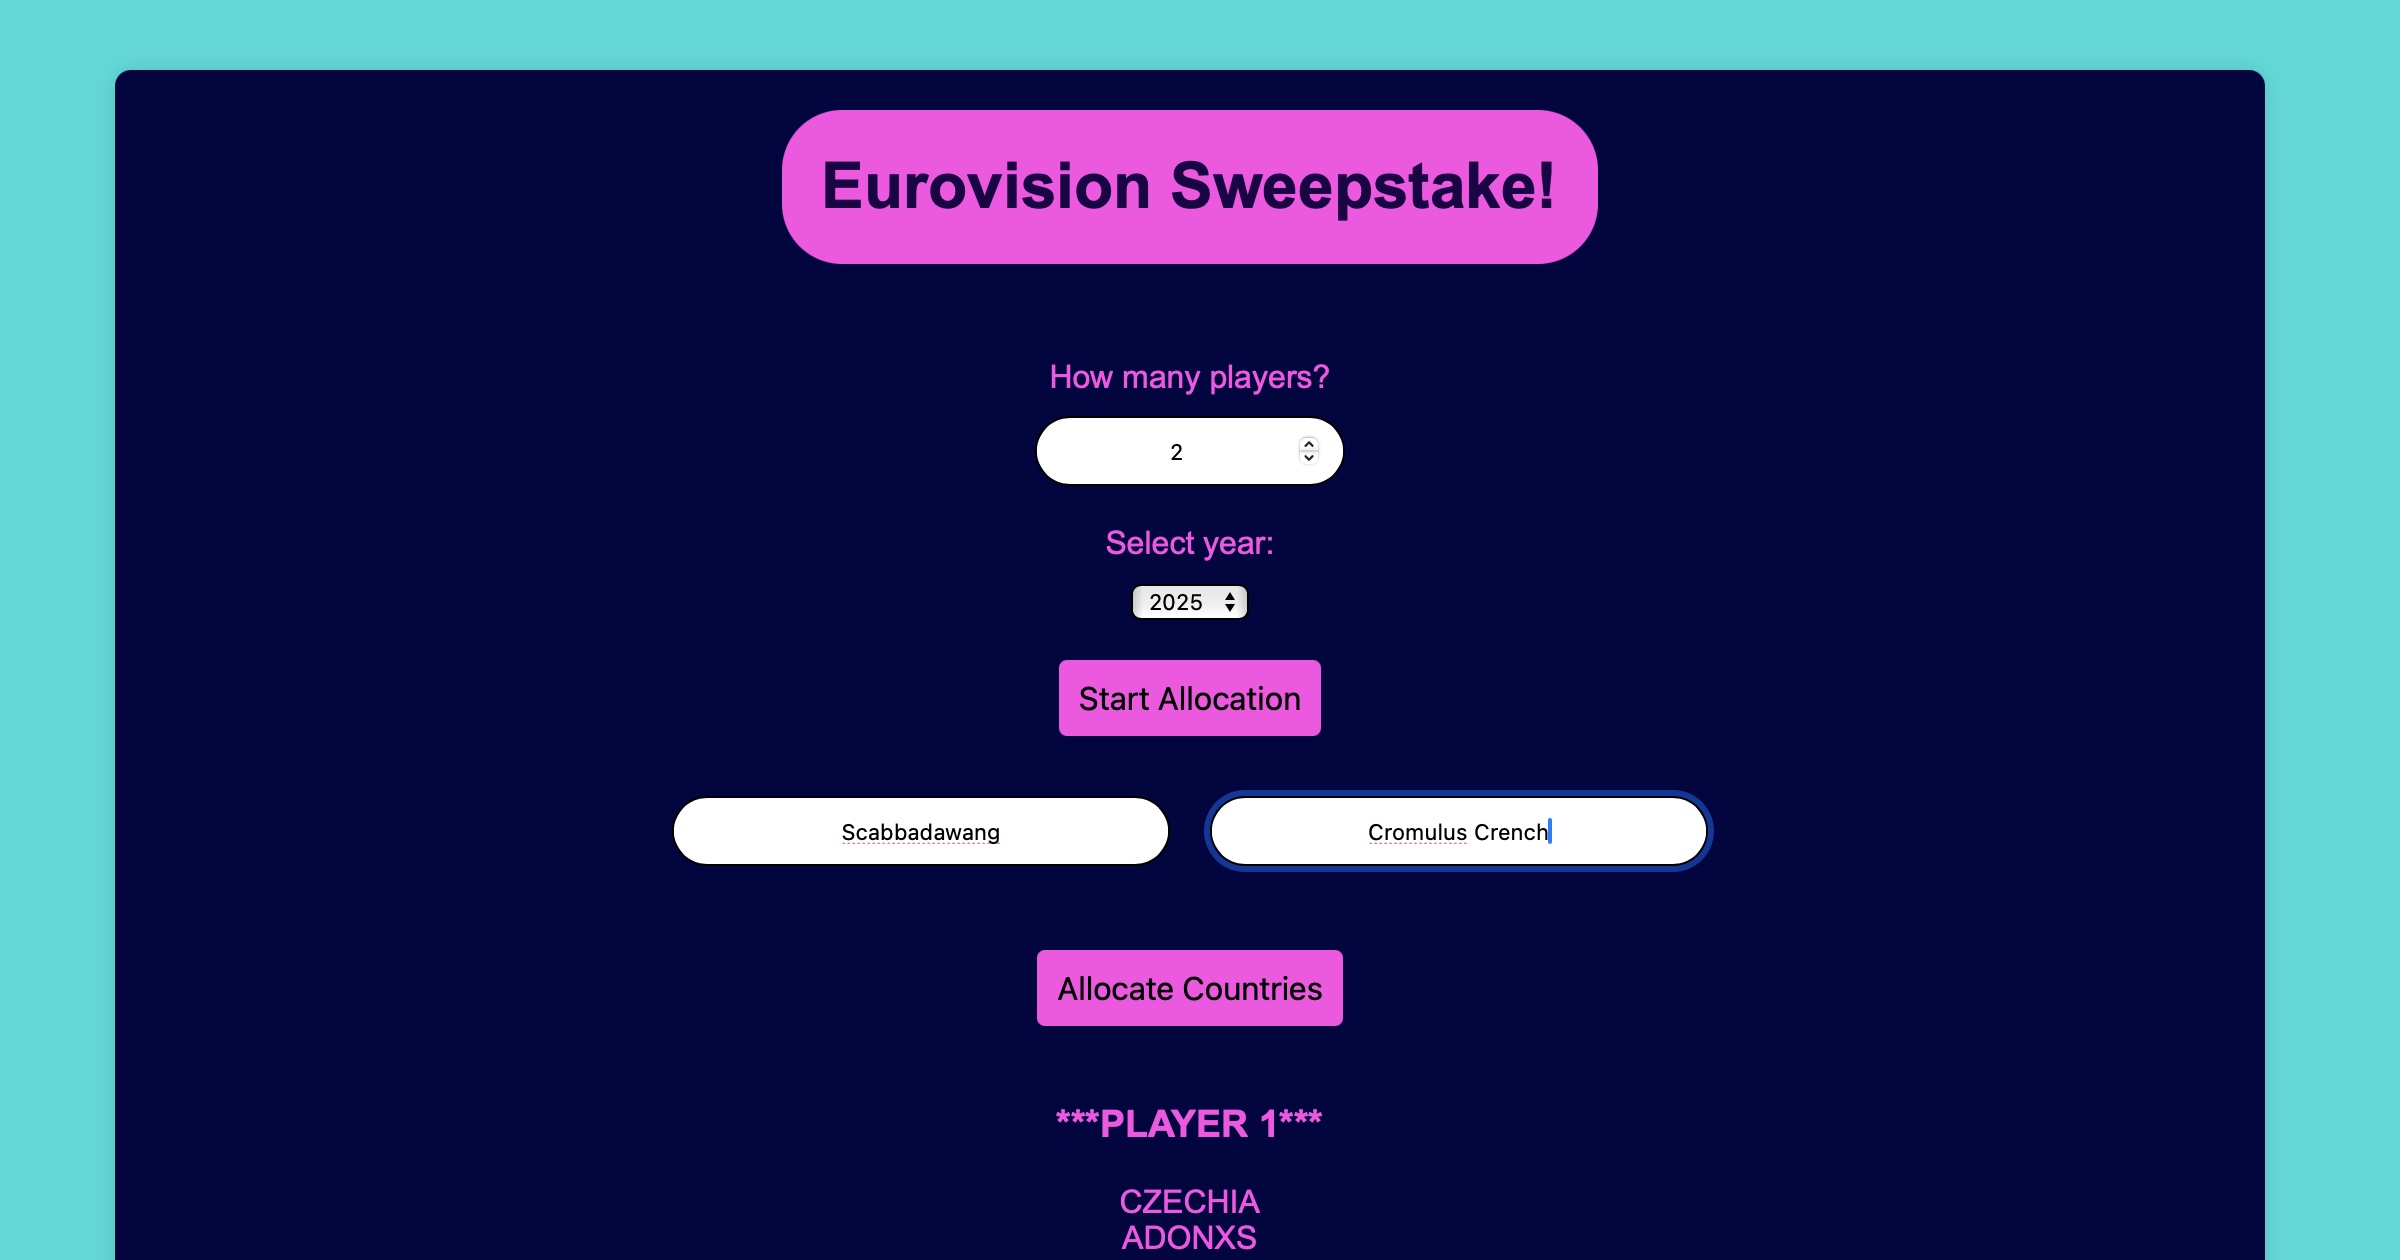 Eurovision Sweepstake!
How many players?
2
Select year:
2025
Start Allocation
Scabbadawang
Cromulus Crench
Allocate Countries
***PLAYER 1***
CZECHIA
ADONXS